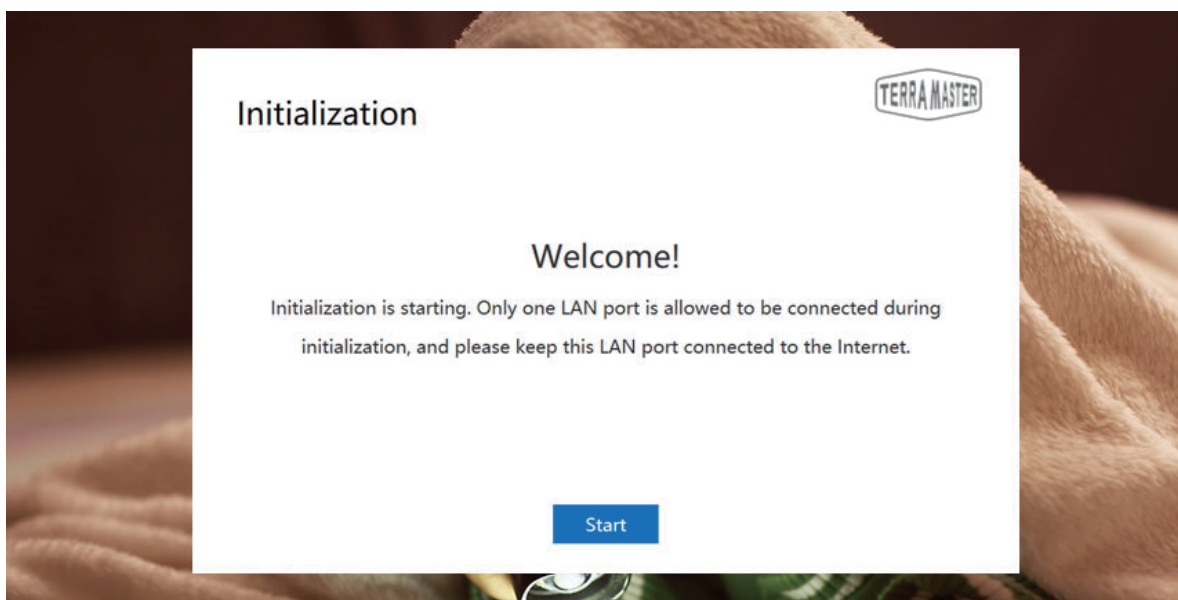 Initialization
TERRA MASTER
Welcome!
Initialization is starting. Only one LAN port is allowed to be connected during
initialization, and please keep this LAN port connected to the Internet.
Start